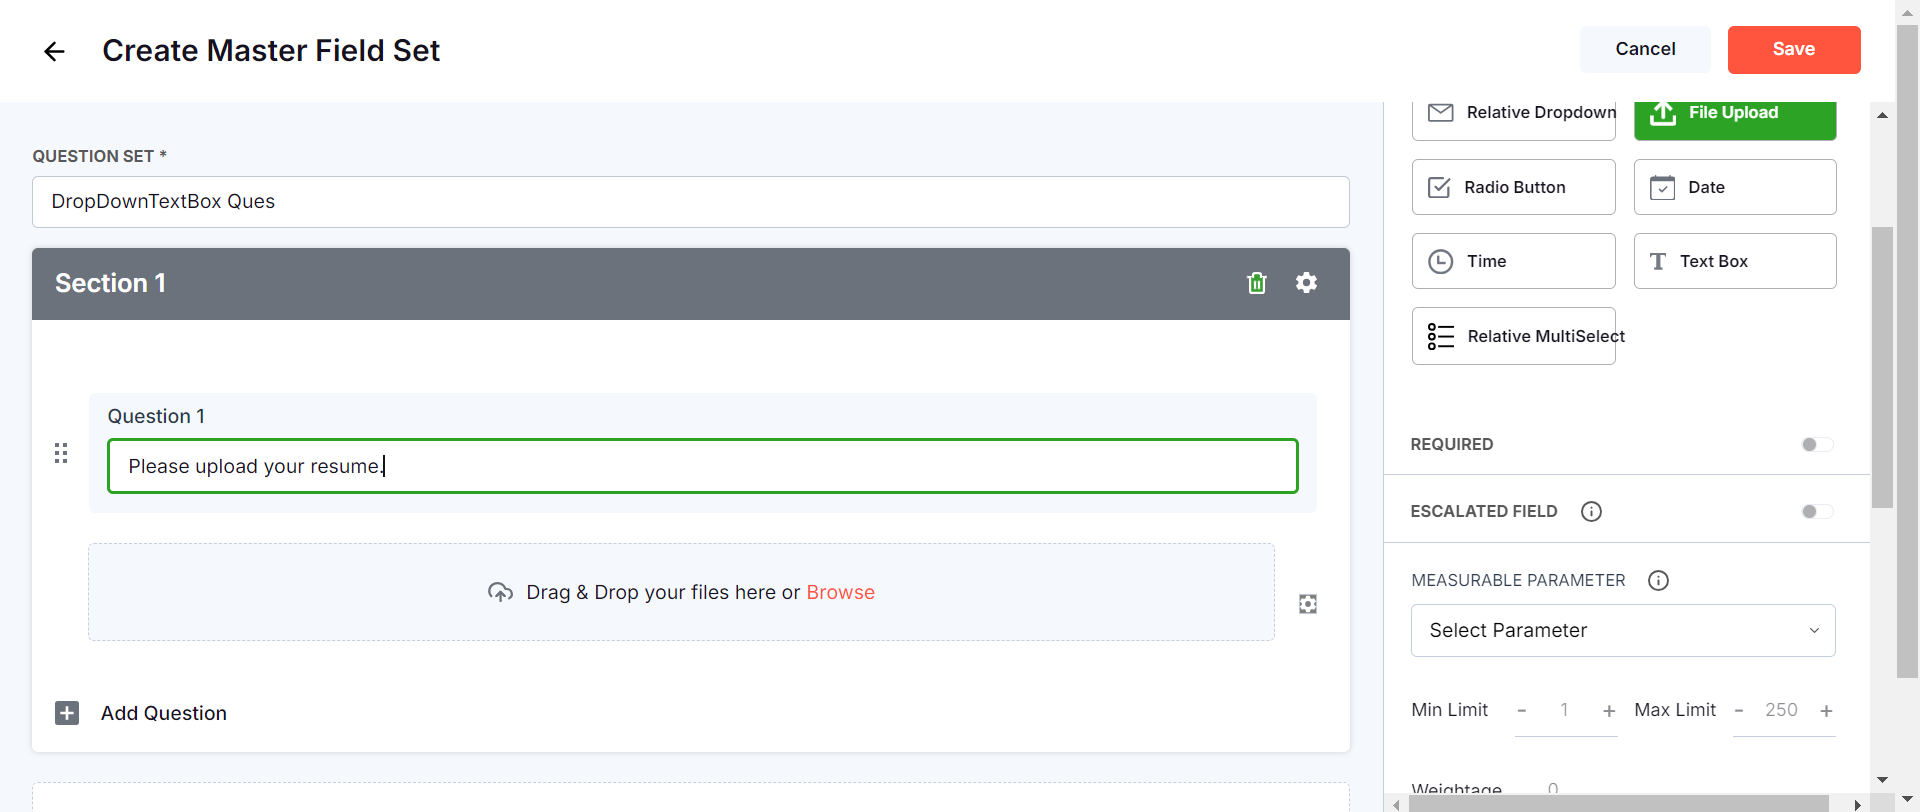 Create Master Field Set
Cancel
Save
QUESTION SET *
DropDownTextBox Ques
Section 1
Question 1
Please upload your resume.
Drag & Drop your files here or Browse
Add Question
Relative Dropdown
File Upload
Radio Button
Date
Time
Text Box
Relative MultiSelect
REQUIRED
ESCALATED FIELD
MEASURABLE PARAMETER
Select Parameter
Min Limit - 1 + Max Limit - 250 +
Weightage 0